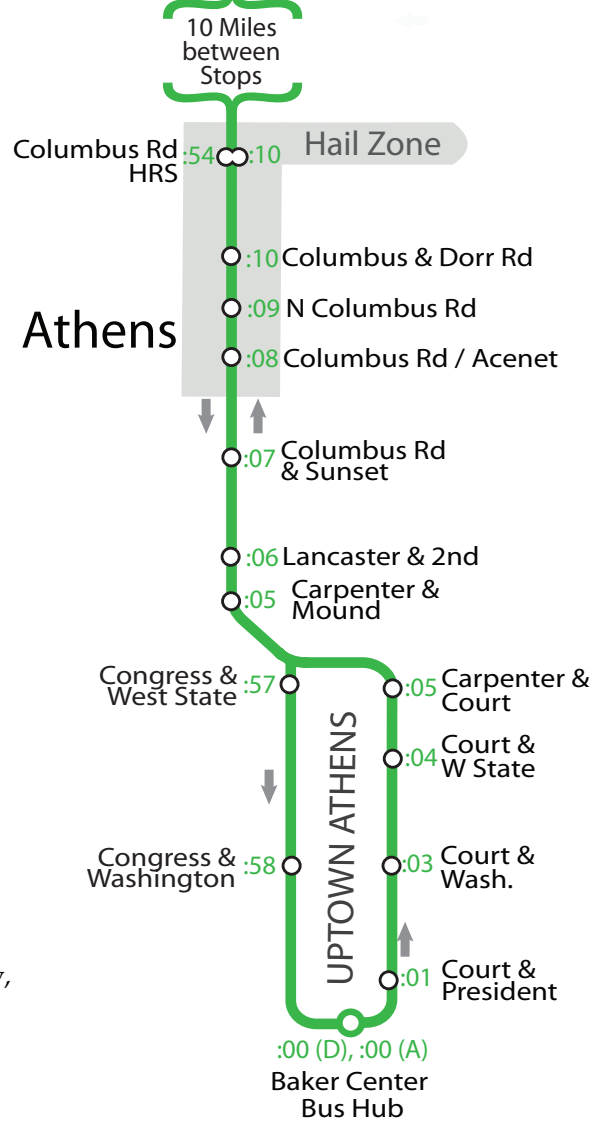 10 Miles
between
Stops
Columbus Rd
HRS
:54
:10
Hail Zone
:10 Columbus & Dorr Rd
:09 N Columbus Rd
Athens
:08 Columbus Rd / Acenet
:07 Columbus Rd
& Sunset
:06 Lancaster & 2nd
:05 Carpenter &
Mound
Congress &
West State
:57
:05 Carpenter &
Court
UPTOWN ATHENS
:04 Court &
W State
Congress &
Washington
:58
:03 Court &
Wash.
:01 Court &
President
:00 (D), :00 (A)
Baker Center
Bus Hub